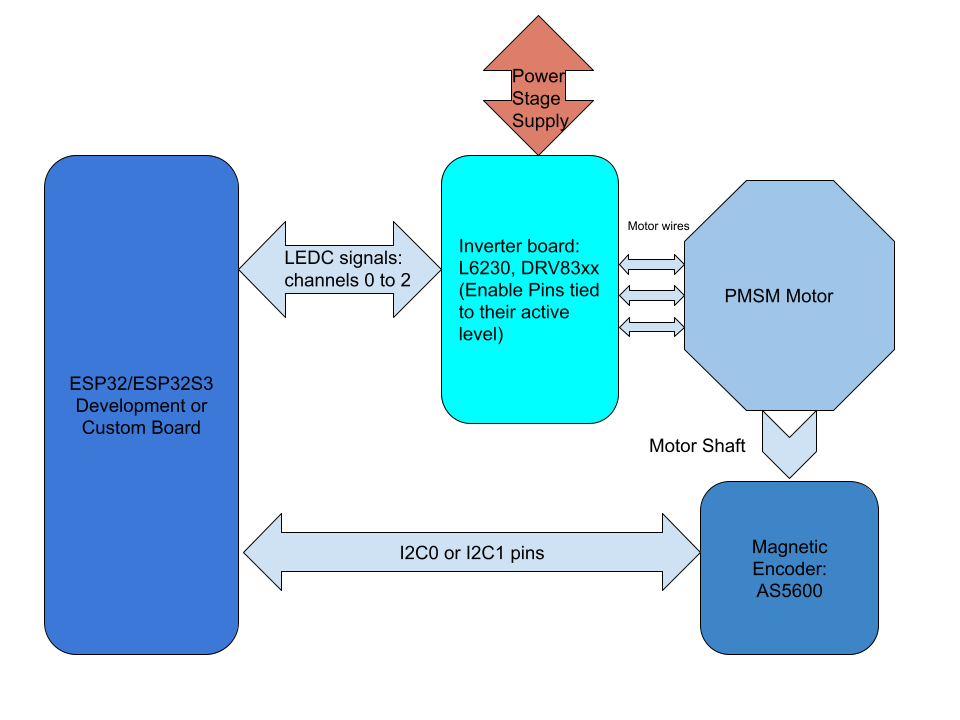 Power
Stage
Supply
Motor wires
LEDC signals:
channels 0 to 2
Inverter board:
L6230, DRV83xx
(Enable Pins tied
to their active
level)
PMSM Motor
ESP32/ESP32S3
Development or
Custom Board
Motor Shaft
I2C0 or I2C1 pins
Magnetic
Encoder:
AS5600